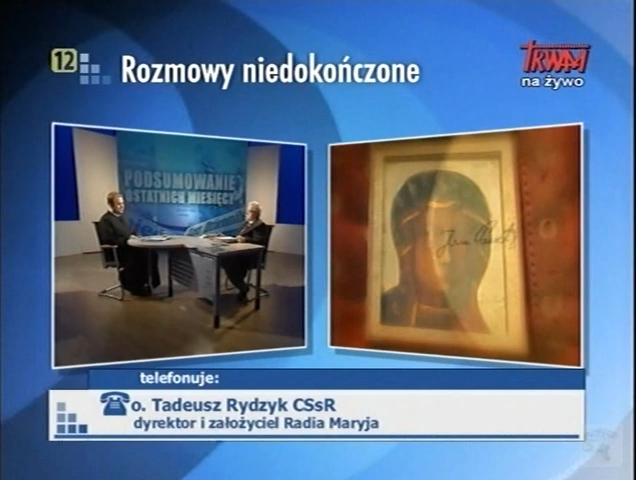 12
Rozmowy niedokończone
TRWAM
na żywo
PODSUMOWANIE
OSTATNICH MIESIĘCY
telefonuje:
o. Tadeusz Rydzyk CSsR
dyrektor i założyciel Radia Maryja